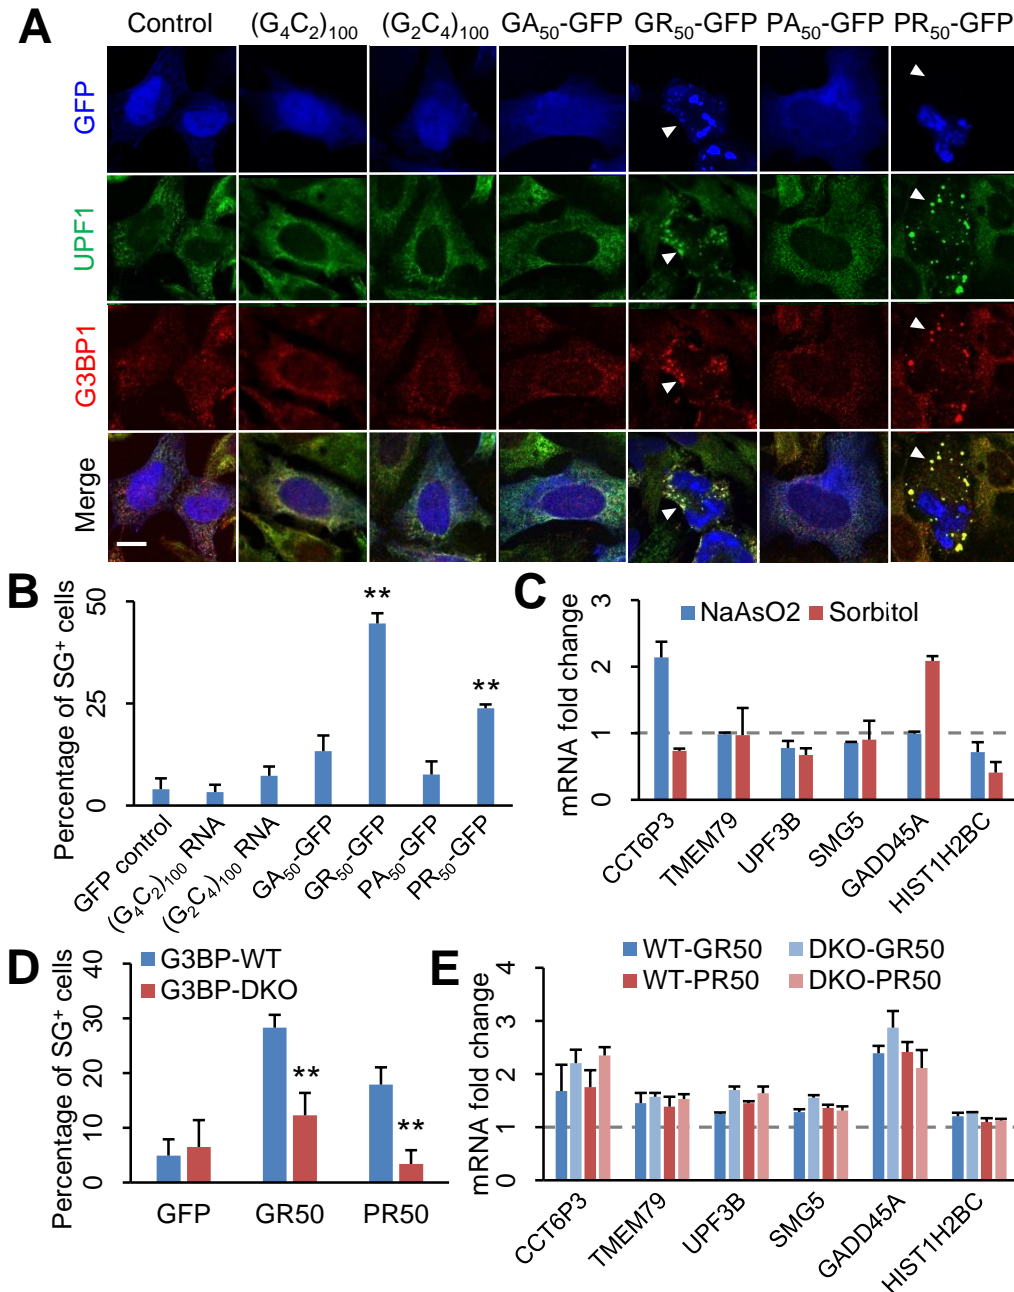 A
Control (G4C2)100 (G2C4)100 GA50-GFP GR50-GFP PA50-GFP PR50-GFP
GFP
UPF1
G3BP1
Merge
B
Percentage of SG+ cells
50
25
0
**
**
GFP control
(G4C2)100 RNA
(G2C4)100 RNA
GA50-GFP
GR50-GFP
PA50-GFP
PR50-GFP
C
mRNA fold change
3
2
1
0
NaAsO2 Sorbitol
CCT6P3
TMEM79
UPF3B
SMG5
GADD45A
HIST1H2BC
D
Percentage of SG+ cells
40
30
20
10
0
G3BP-WT
G3BP-DKO
**
**
GFP GR50 PR50
E
mRNA fold change
4
3
2
1
0
WT-GR50 DKO-GR50
WT-PR50 DKO-PR50
CCT6P3
TMEM79
UPF3B
SMG5
GADD45A
HIST1H2BC